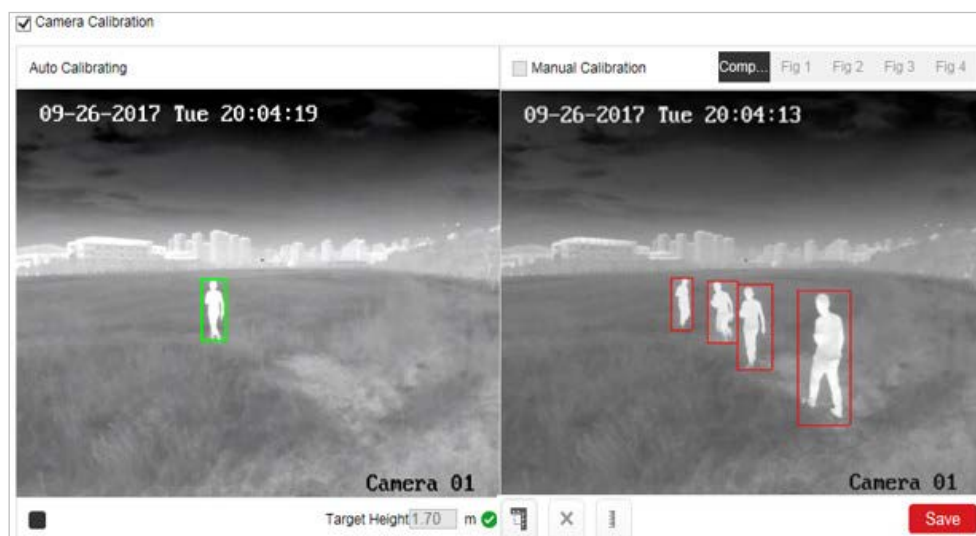 Camera Calibration
Auto Calibrating
Manual Calibration
Comp... Fig 1 Fig 2 Fig 3 Fig 4
09-26-2017 Tue 20:04:19
09-26-2017 Tue 20:04:13
Camera 01
Camera 01
Target Height 1.70 m
Save